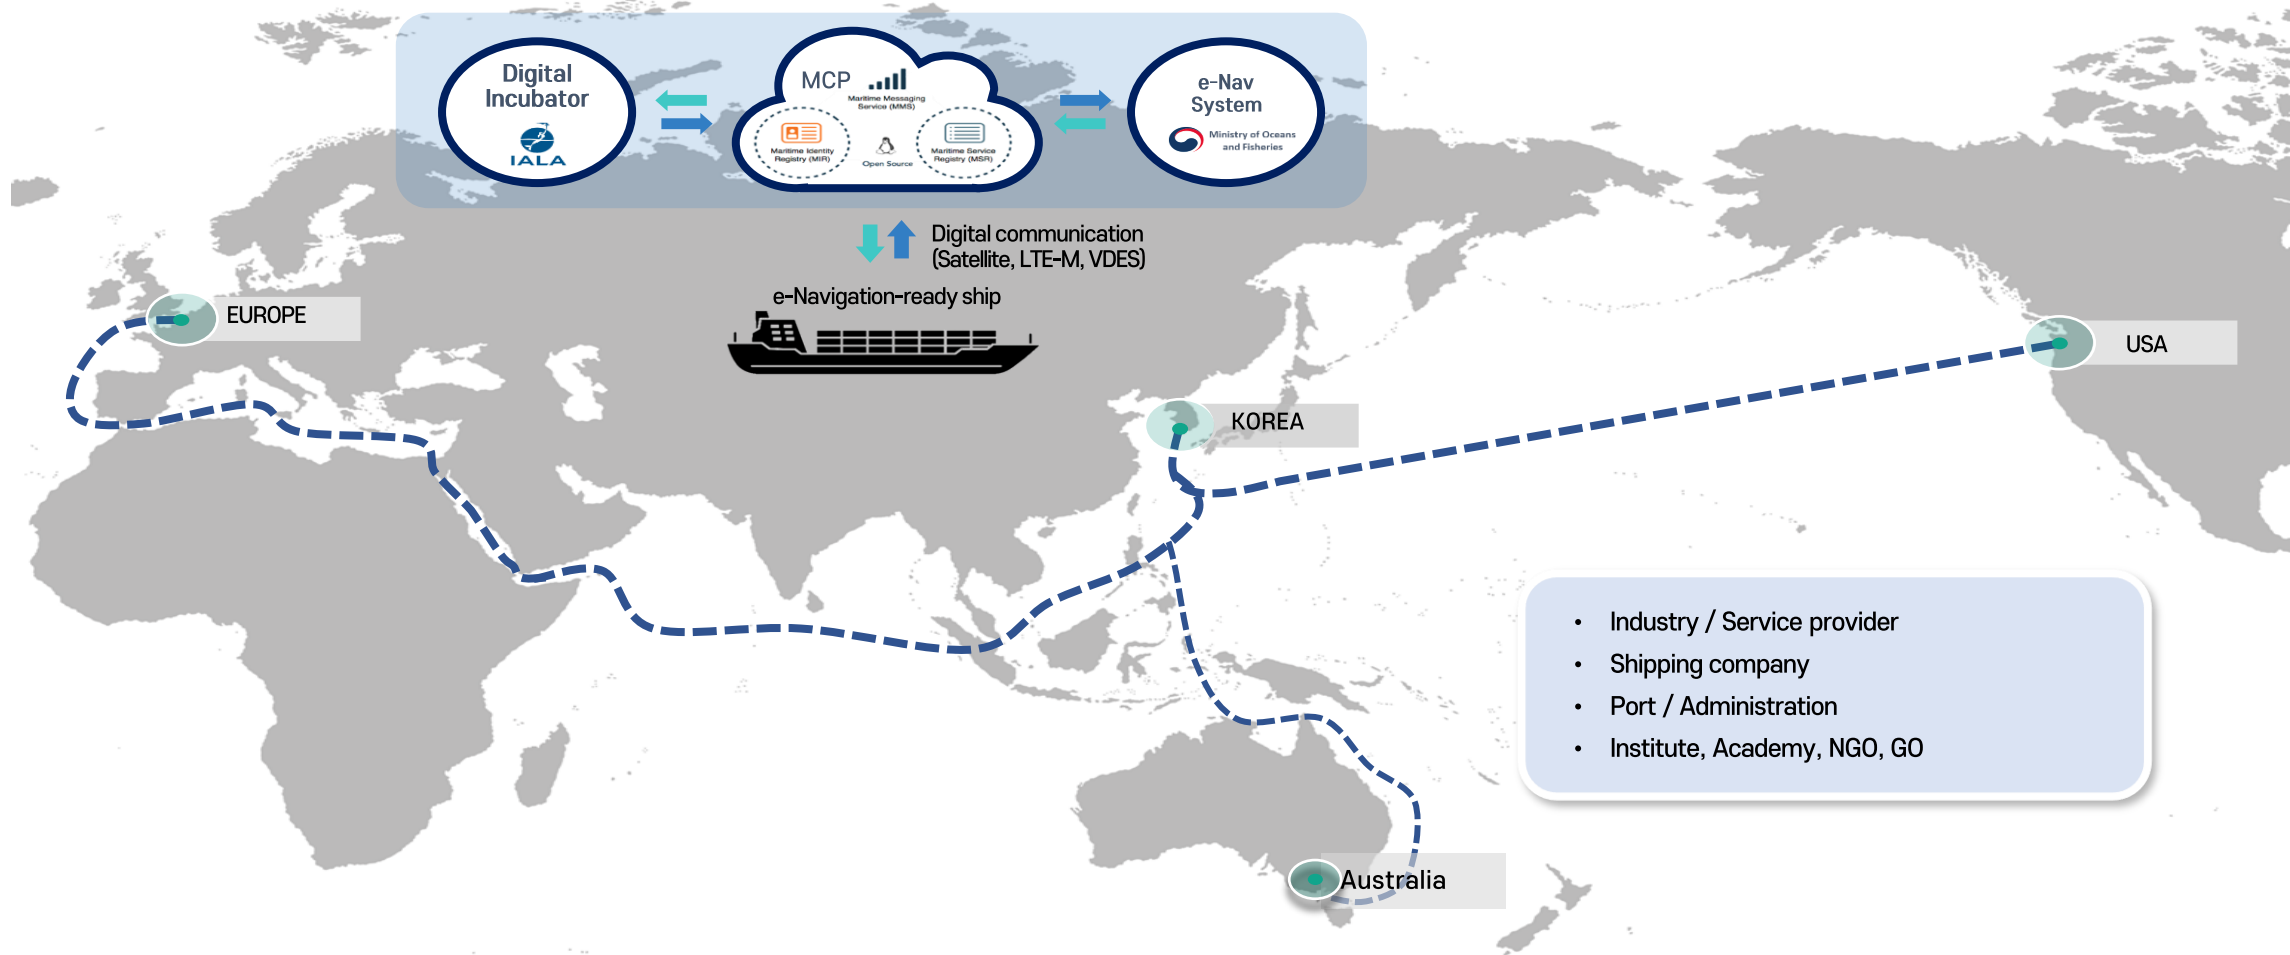 Digital
Incubator
IALA
MCP
Maritime Messaging
Service (MMS)
Maritime Identity
Registry (MIR)
Open Source
Maritime Service
Registry (MSR)
e-Nav
System
Ministry of Oceans
and Fisheries
Digital communication
(Satellite, LTE-M, VDES)
e-Navigation-ready ship
EUROPE
KOREA
USA
• Industry / Service provider
• Shipping company
• Port / Administration
• Institute, Academy, NGO, GO
Australia